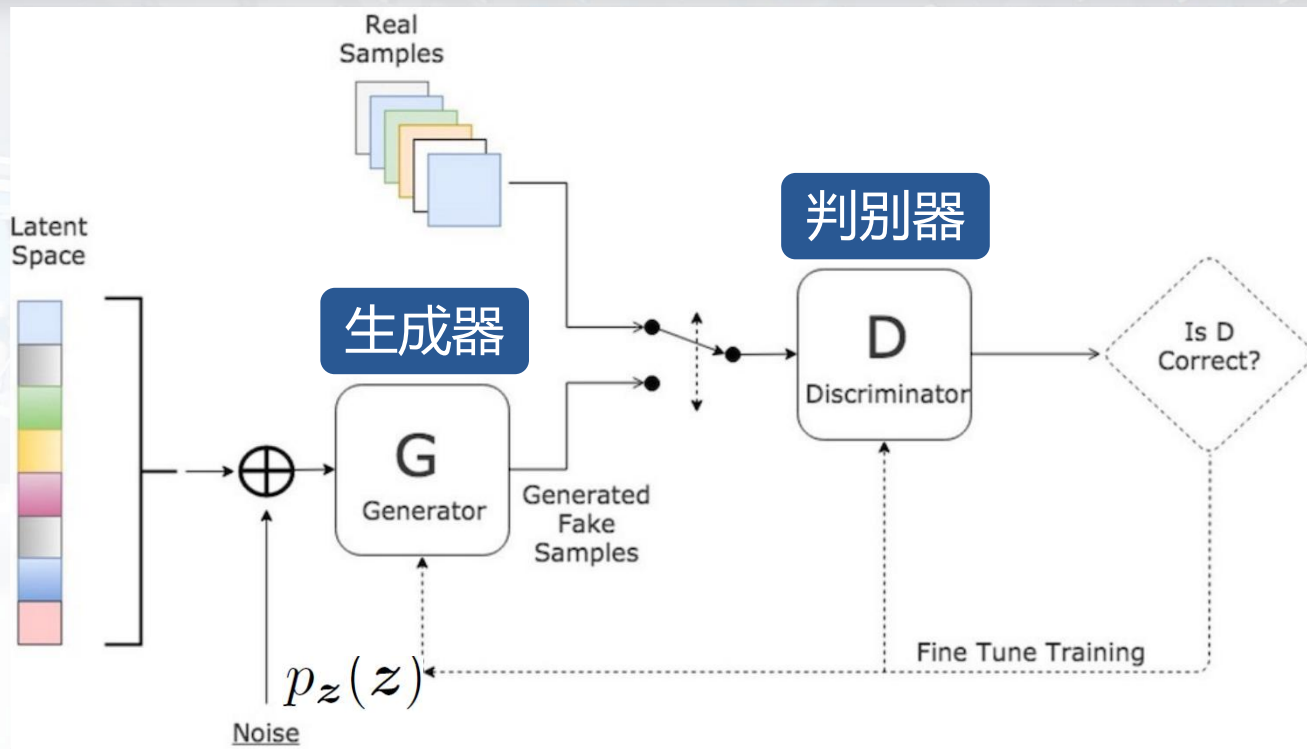 Real
Samples
Latent
Space
生成器
判别器
G
Generator
Generated
Fake
Samples
D
Discriminator
Is D
Correct?
Fine Tune Training
p_z(z)
Noise